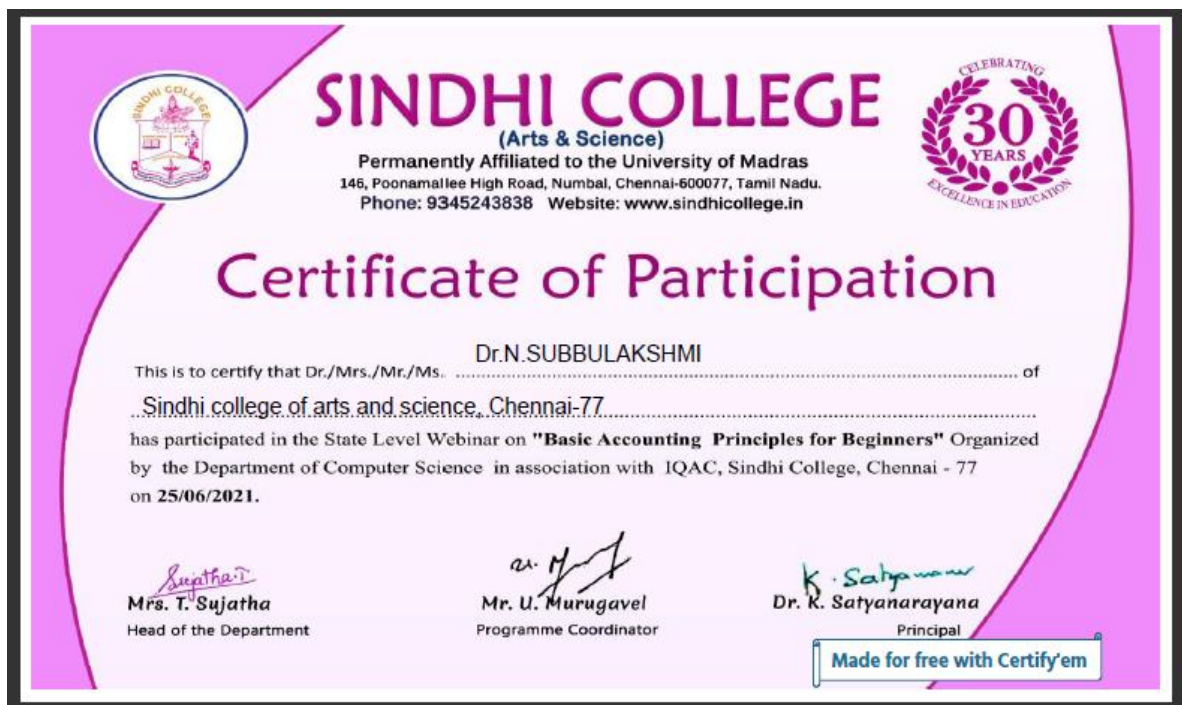 SINDHI COLLEGE
SINDHI COLLEGE
(Arts & Science)
Permanently Affiliated to the University of Madras
146, Poonamallee High Road, Numbal, Chennai-600077, Tamil Nadu.
Phone: 9345243838 Website: www.sindhicollege.in
CELEBRATING
30
YEARS
EXCELLENCE IN EDUCATION
Certificate of Participation
Dr.N.SUBBULAKSHMI
This is to certify that Dr./Mrs./Mr./Ms. of
Sindhi college of arts and science, Chennai-77
has participated in the State Level Webinar on "Basic Accounting Principles for Beginners" Organized
by the Department of Computer Science in association with IQAC, Sindhi College, Chennai - 77
on 25/06/2021.
Sujatha.T
U. M
K. Satyanarayana
Mrs. T. Sujatha
Mr. U. Murugavel
Dr. K. Satyanarayana
Head of the Department
Programme Coordinator
Principal
Made for free with Certify'em